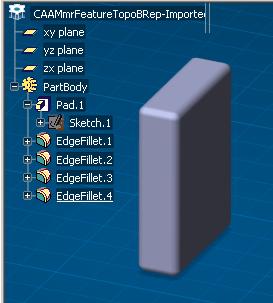 CAAMmrFeatureTopoBRep-Imported
xy plane
yz plane
zx plane
PartBody
Pad.1
Sketch.1
EdgeFillet.1
EdgeFillet.2
EdgeFillet.3
EdgeFillet.4